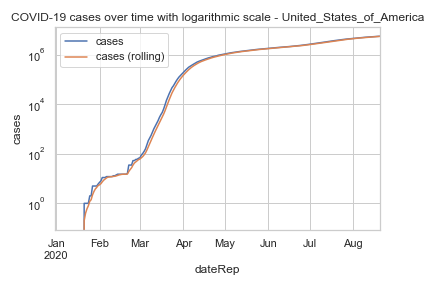 COVID-19 cases over time with logarithmic scale - United_States_of_America
cases
cases (rolling)
10^6
10^4
10^2
10^0
cases
Jan Feb Mar Apr May Jun Jul Aug
2020
dateRep